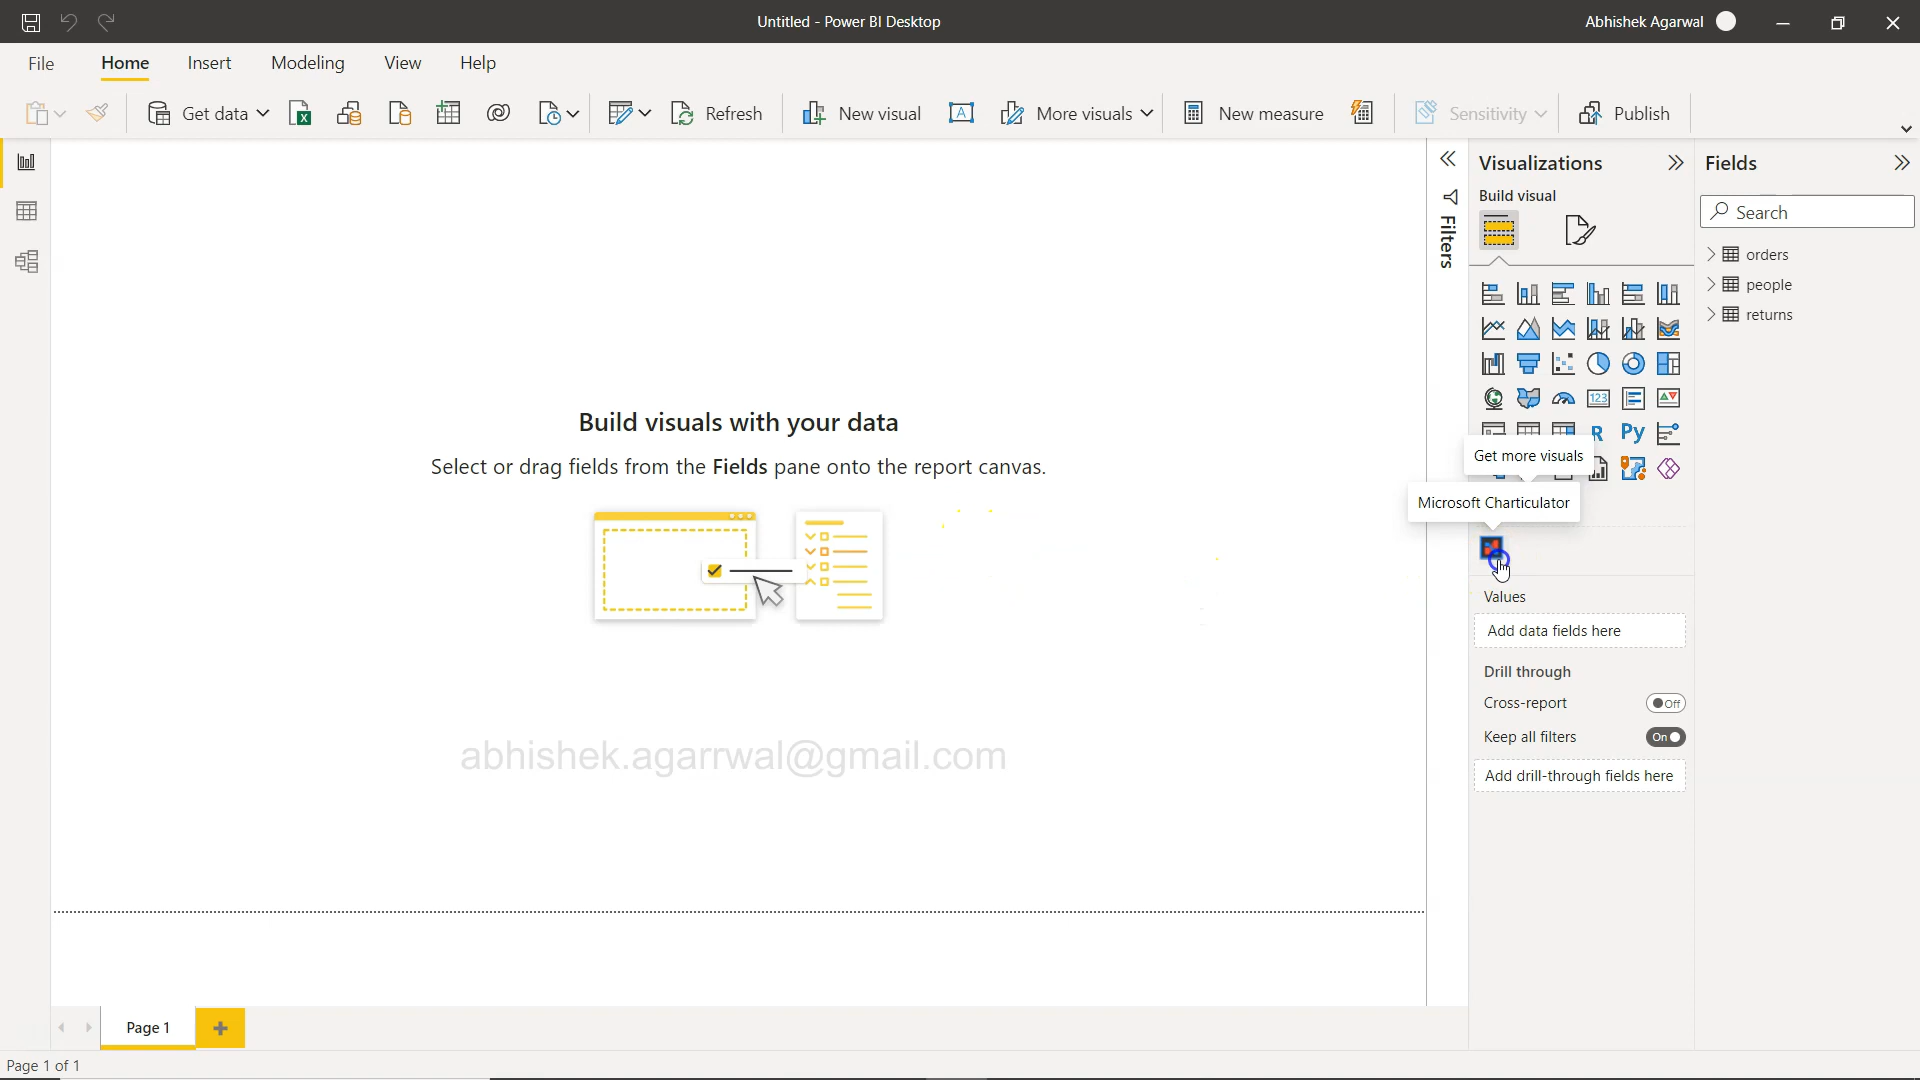 Untitled - Power BI Desktop
Abhishek Agarwal
File
Home
Insert
Modeling
View
Help
Get data
Refresh
New visual
More visuals
New measure
Sensitivity
Publish
Filters
Visualizations
Build visual
R
Py
123
Get more visuals
Microsoft Charticulator
Values
Add data fields here
Drill through
Cross-report
Off
Keep all filters
On
Add drill-through fields here
Fields
Search
orders
people
returns
Build visuals with your data
Select or drag fields from the Fields pane onto the report canvas.
abhishek.agarrwal@gmail.com
Page 1
Page 1 of 1